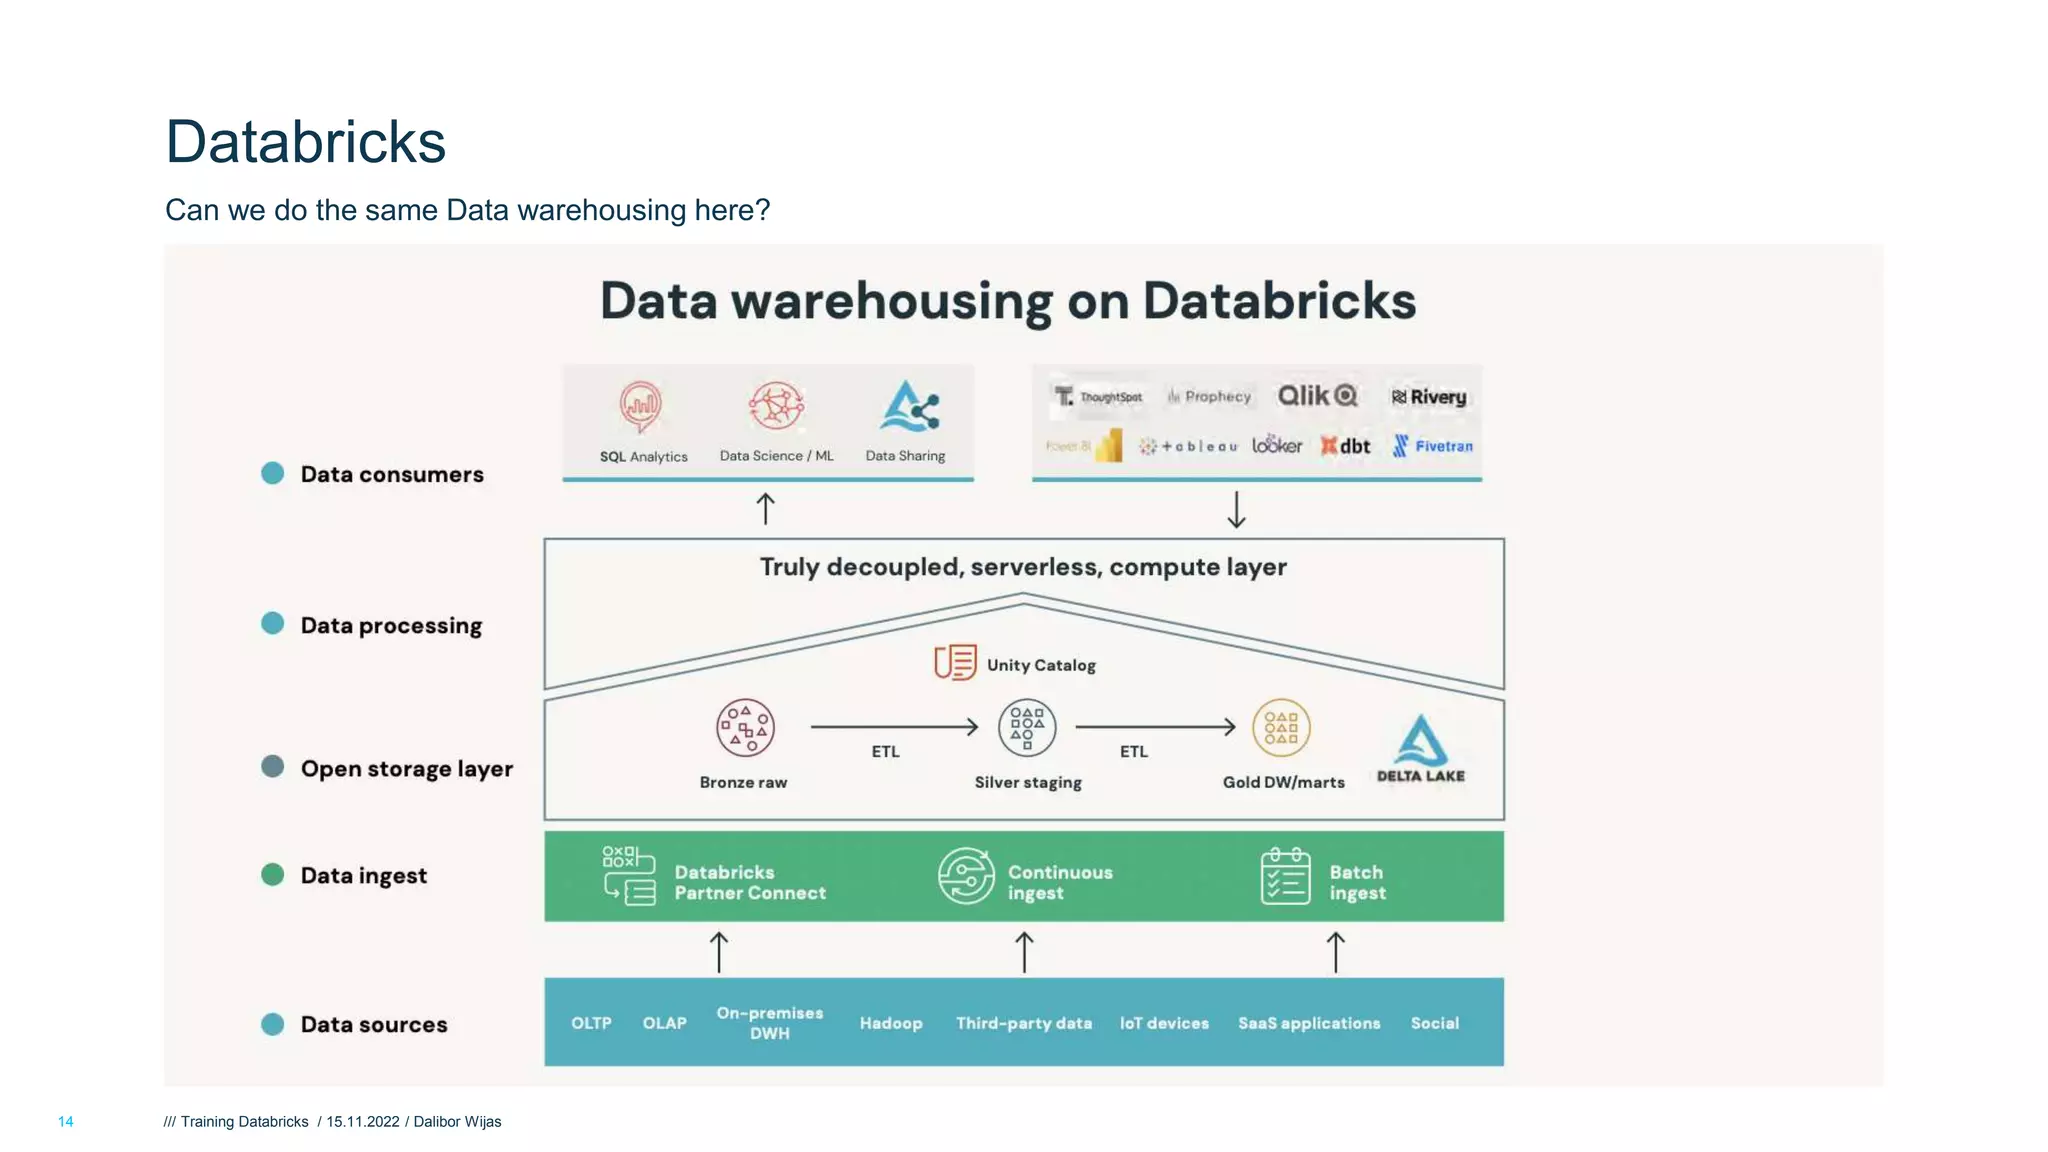 Databricks
Can we do the same Data warehousing here?
Data warehousing on Databricks
ThoughtSpot Prophecy Qlik Rivery
Power BI +ableau looker dbt Fivetran
SQL Analytics Data Science / ML Data Sharing
Data consumers
Truly decoupled, serverless, compute layer
Data processing
Unity Catalog
ETL ETL
Open storage layer
Bronze raw Silver staging Gold DW/marts DELTA LAKE
Data ingest
Databricks
Partner Connect
Continuous
ingest
Batch
ingest
Data sources
OLTP OLAP On-premises
DWH Hadoop Third-party data IoT devices SaaS applications Social
14 /// Training Databricks / 15.11.2022 / Dalibor Wijas